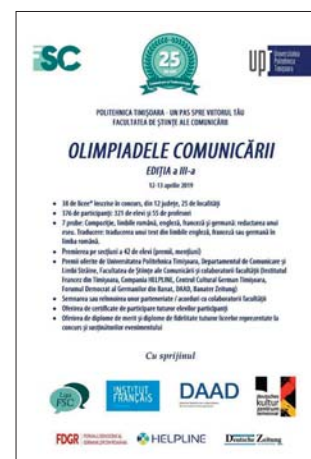 FSC
25
UPT
Universitatea
Politehnica
Timișoara
POLITEHNICA TIMIȘOARA - UN PAS SPRE VIITORUL TĂU
FACULTATEA DE ȘTIINȚE ALE COMUNICĂRII
OLIMPIADELE COMUNICĂRII
EDIȚIA a III-a
12-13 aprilie 2019
• 38 de licee* înscrise în concurs, din 12 județe, 25 de localități
• 376 de participanți: 321 de elevi și 55 de profesori
• 7 probe: Compoziție, limbile română, engleză, franceză și germană: redactarea unui
eseu. Traducere: traducerea unui text din limbile engleză, franceză sau germană în
limba română.
• Premierea pe secțiuni a 42 de elevi (premii, mențiuni)
• Premii oferite de Universitatea Politehnica Timișoara, Departamentul de Comunicare și
Limbi Străine, Facultatea de Științe ale Comunicării și colaboratorii facultății (Institutul
Francez din Timișoara, Compania HELPLINE, Centrul Cultural German Timișoara,
Forumul Democrat al Germanilor din Banat, DAAD, Banater Zeitung)
• Semnarea sau reînnoirea unor parteneriate / acorduri cu colaboratorii facultății
• Oferirea de certificate de participare tuturor elevilor participanți
• Oferirea de diplome de merit și diplome de fidelitate tuturor liceelor reprezentate la
concurs și susținătorilor evenimentului
Cu sprijinul
Liga
FSC
INSTITUT
FRANÇAIS
DAAD
deutsches
kultur
zentrum
temeswar
FDGR
HELPLINE
Deutsche Zeitung